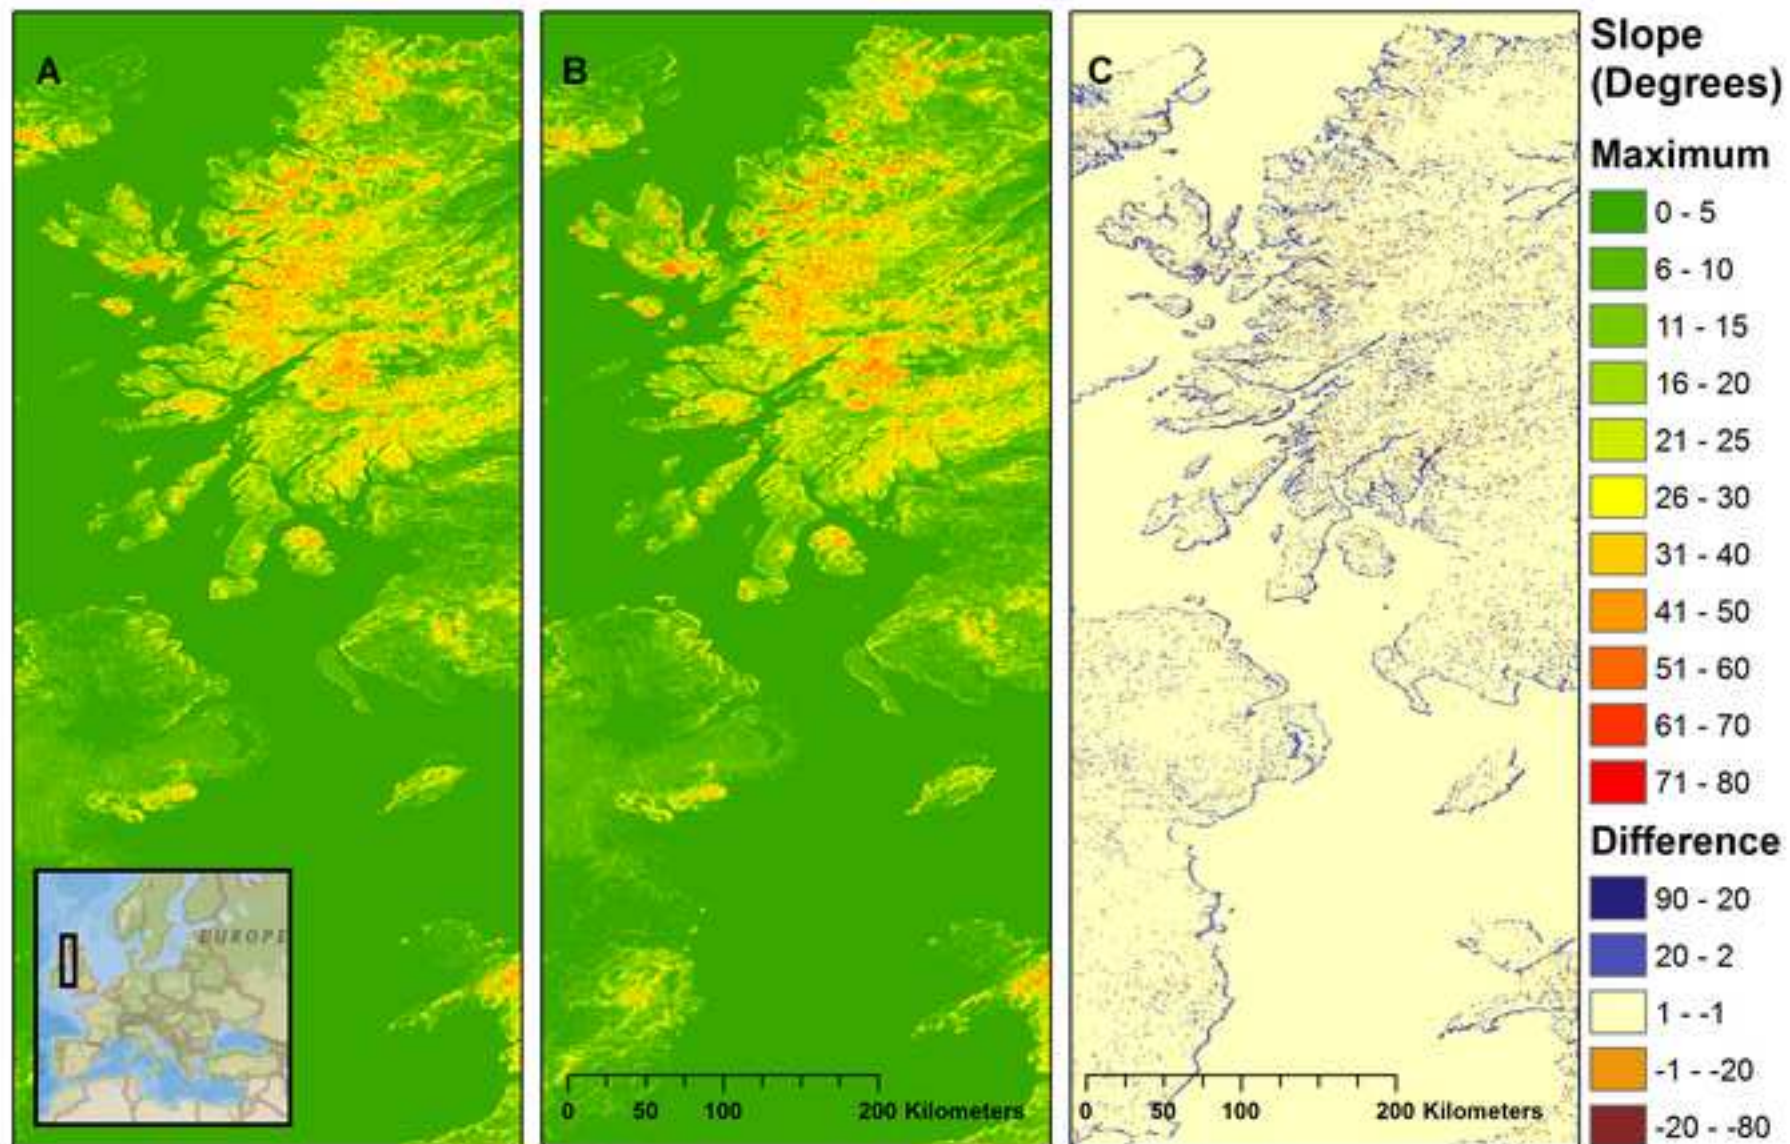 A
B
C
Slope
(Degrees)
Maximum
0 - 5
6 - 10
11 - 15
16 - 20
21 - 25
26 - 30
31 - 40
41 - 50
51 - 60
61 - 70
71 - 80
Difference
90 - 20
20 - 2
1 - -1
-1 - -20
-20 - -80
EUROPE
0 50 100 200 Kilometers
0 50 100 200 Kilometers